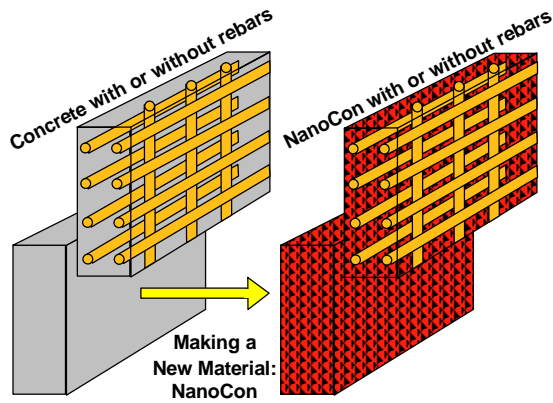 Concrete with or without rebars
NanoCon with or without rebars
Making a
New Material:
NanoCon